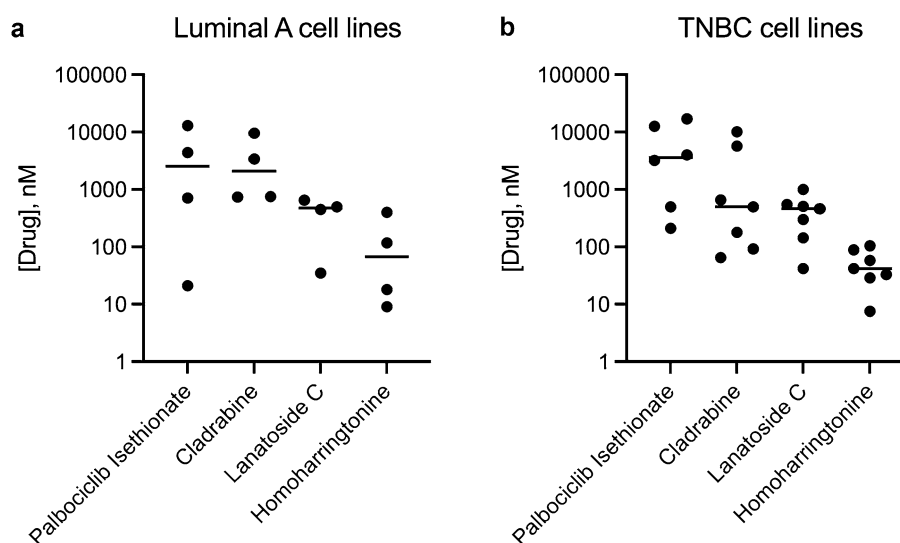 a
Luminal A cell lines
100000
10000
1000
100
10
1
[Drug], nM
Palbociclib Isethionate
Cladrabine
Lanatoside C
Homoharringtonine
b
TNBC cell lines
100000
10000
1000
100
10
1
[Drug], nM
Palbociclib Isethionate
Cladrabine
Lanatoside C
Homoharringtonine